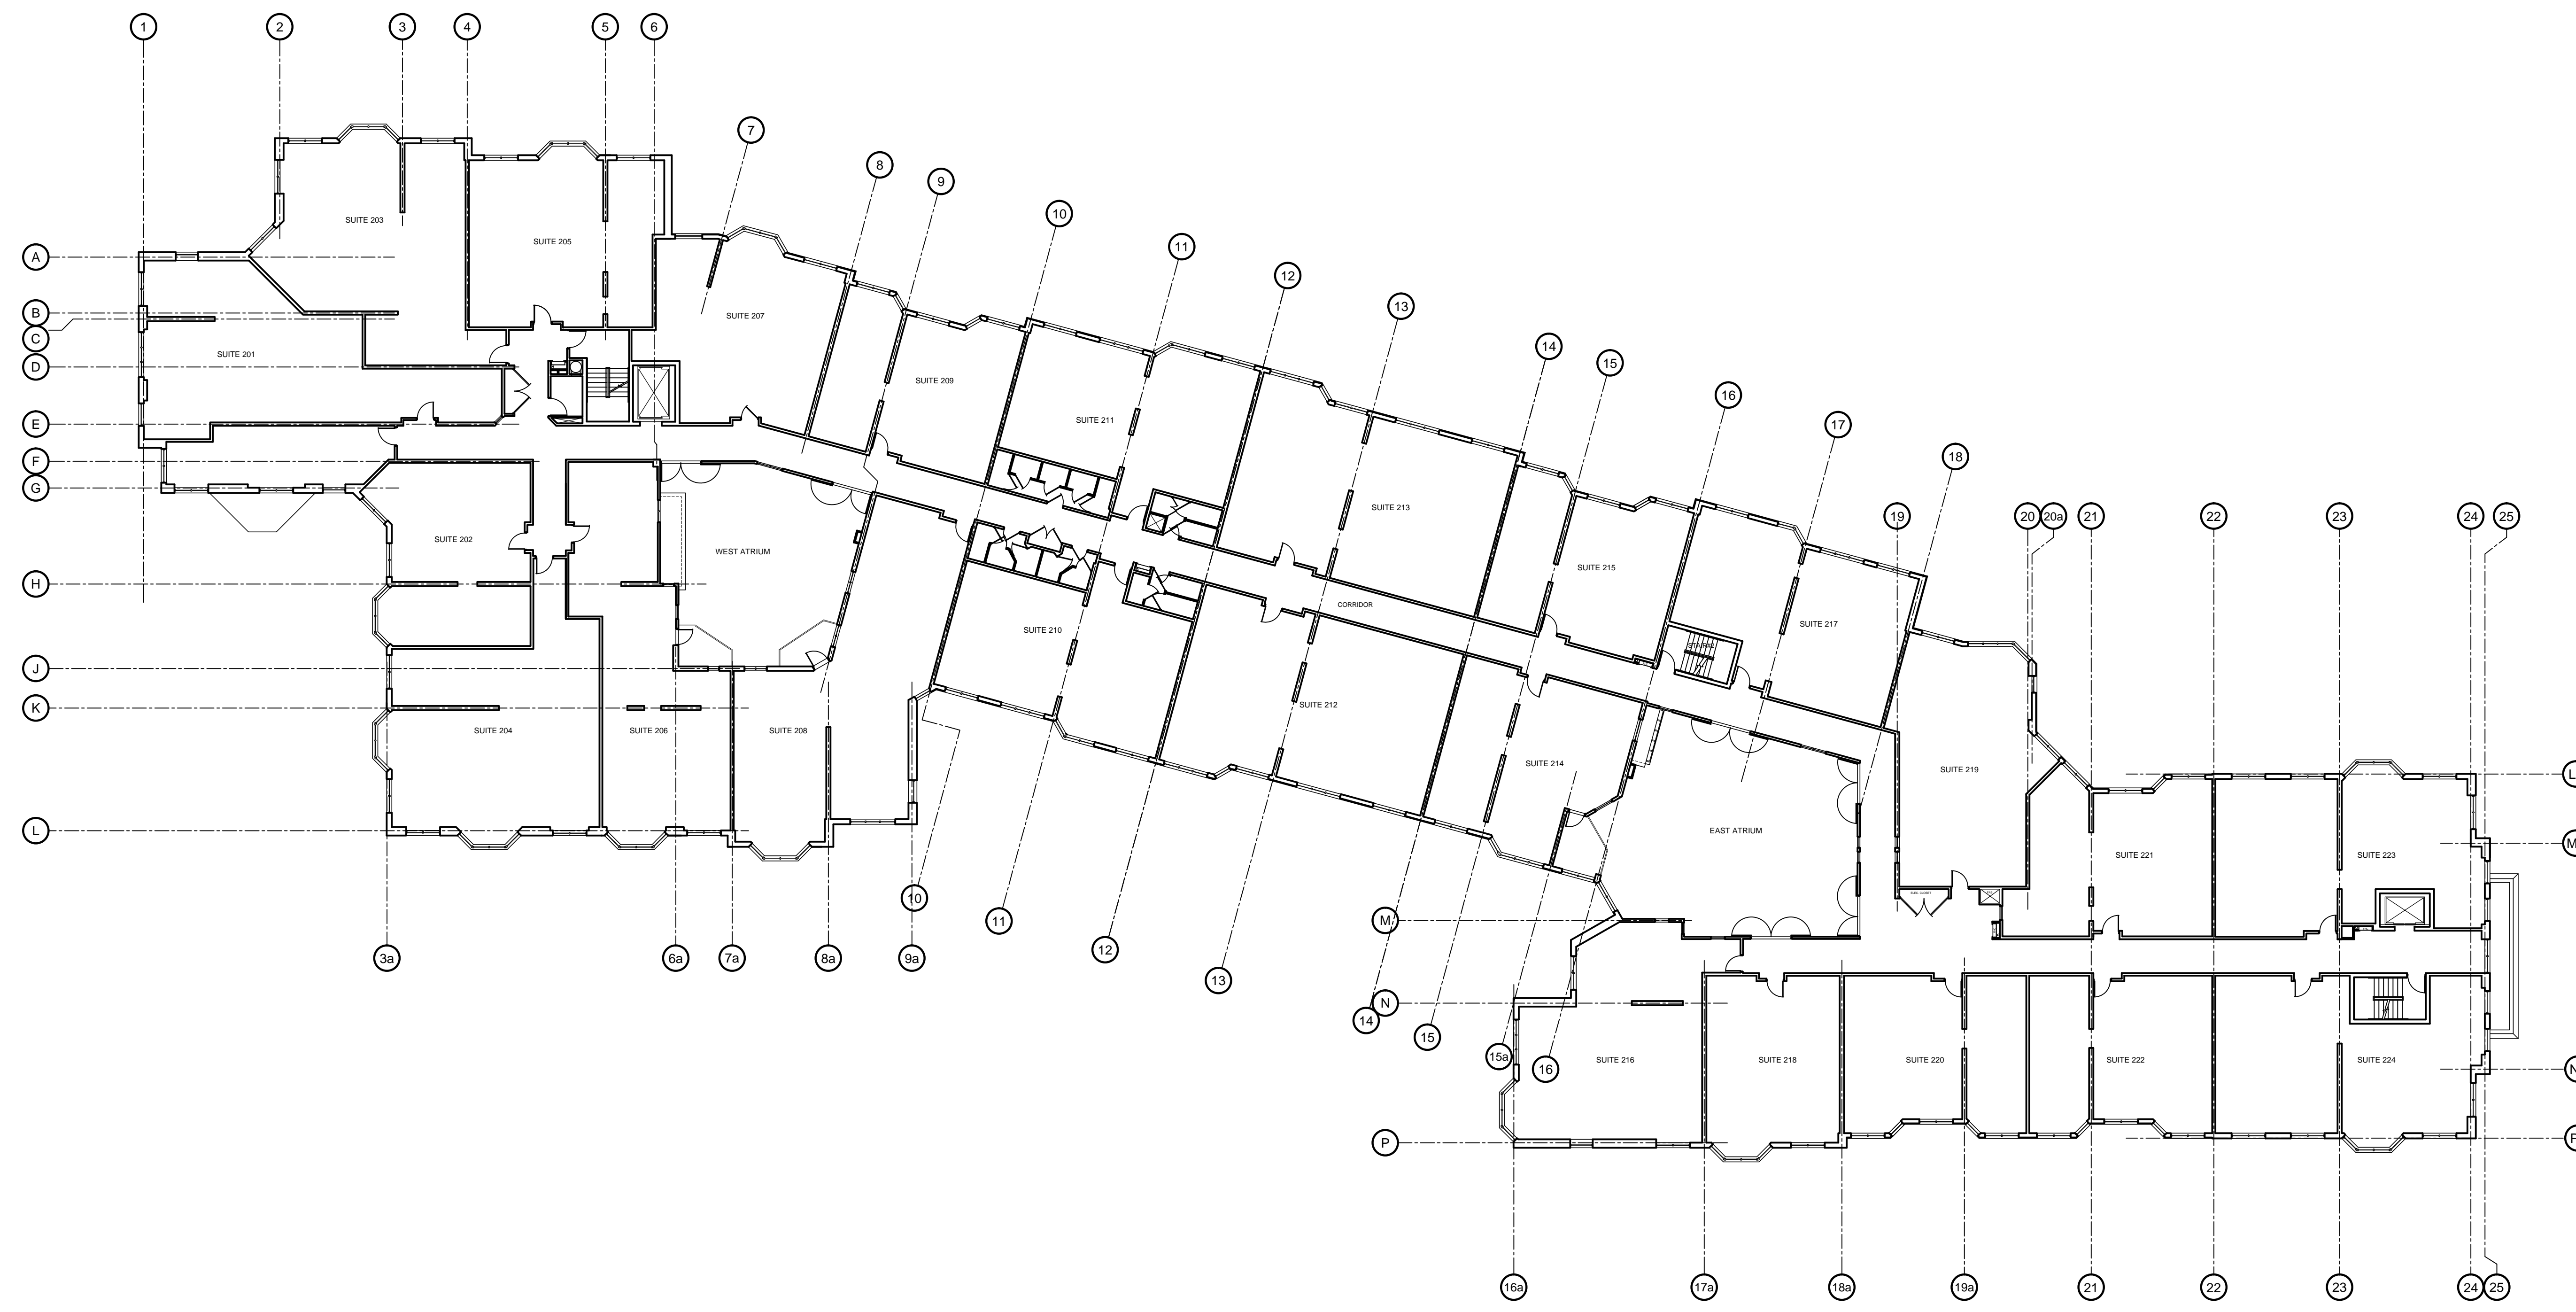 1
2
3
4
5
6
7
8
9
10
11
12
13
14
15
16
17
18
19
20
20a
21
22
23
24
25
A
B
C
D
E
F
G
H
J
K
L
SUITE 203
SUITE 205
SUITE 207
SUITE 201
SUITE 209
SUITE 211
SUITE 213
SUITE 202
WEST ATRIUM
SUITE 215
CORRIDOR
SUITE 210
SUITE 217
STAIR #2
SUITE 212
SUITE 204
SUITE 206
SUITE 208
SUITE 214
SUITE 219
EAST ATRIUM
SUITE 221
SUITE 223
ELEC. CLOSET
SUITE 216
SUITE 218
SUITE 220
SUITE 222
SUITE 224
L
M
N
P
M
N
P
3a
6a
7a
8a
9a
10
11
12
13
14
15
15a
16
16a
17a
18a
19a
21
22
23
24
25